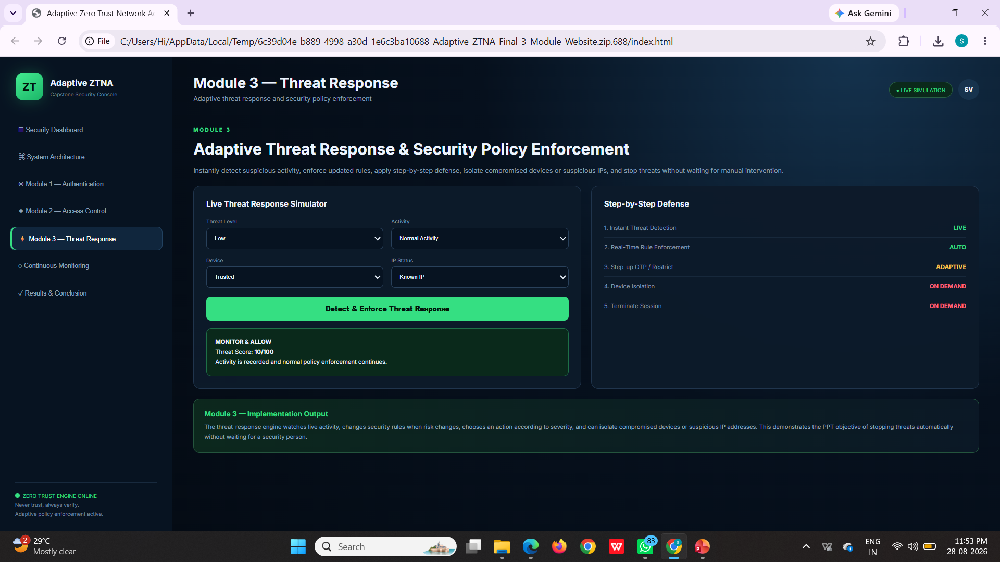 Adaptive Zero Trust Network Ac
Ask Gemini
File
C:/Users/Hi/AppData/Local/Temp/6c39d04e-b889-4998-a30d-1e6c3ba10688_Adaptive_ZTNA_Final_3_Module_Website.zip.688/index.html
S
ZT
Adaptive ZTNA
Capstone Security Console
Security Dashboard
System Architecture
Module 1 — Authentication
Module 2 — Access Control
Module 3 — Threat Response
Continuous Monitoring
Results & Conclusion
ZERO TRUST ENGINE ONLINE
Never trust, always verify.
Adaptive policy enforcement active.
Module 3 — Threat Response
Adaptive threat response and security policy enforcement
LIVE SIMULATION
SV
MODULE 3
Adaptive Threat Response & Security Policy Enforcement
Instantly detect suspicious activity, enforce updated rules, apply step-by-step defense, isolate compromised devices or suspicious IPs, and stop threats without waiting for manual intervention.
Live Threat Response Simulator
Threat Level
Activity
Low
Normal Activity
Device
IP Status
Trusted
Known IP
Detect & Enforce Threat Response
MONITOR & ALLOW
Threat Score: 10/100
Activity is recorded and normal policy enforcement continues.
Step-by-Step Defense
1. Instant Threat Detection LIVE
2. Real-Time Rule Enforcement AUTO
3. Step-up OTP / Restrict ADAPTIVE
4. Device Isolation ON DEMAND
5. Terminate Session ON DEMAND
Module 3 — Implementation Output
The threat-response engine watches live activity, changes security rules when risk changes, chooses an action according to severity, and can isolate compromised devices or suspicious IP addresses. This demonstrates the PPT objective of stopping threats automatically
without waiting for a security person.
2
29°C
Mostly clear
Search
W
83
S
P
ENG
IN
11:53 PM
28-08-2026